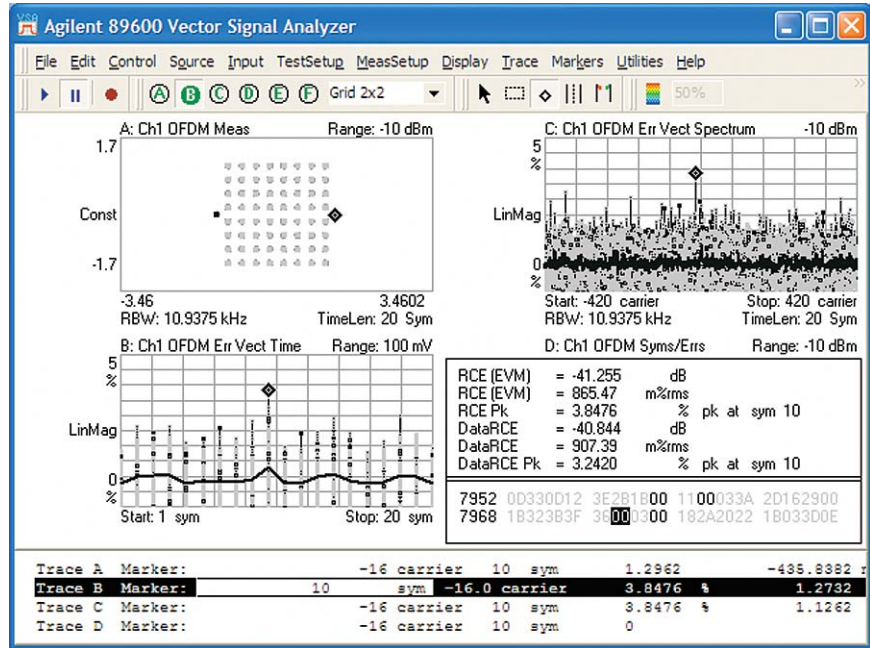 VSA Agilent 89600 Vector Signal Analyzer
File Edit Control Source Input TestSetup MeasSetup Display Trace Markers Utilities Help
A B C D E F Grid 2x2 50%
A: Ch1 OFDM Meas Range: -10 dBm
1.7
Const
-1.7
-3.46 3.4602
RBW: 10.9375 kHz TimeLen: 20 Sym
C: Ch1 OFDM Err Vect Spectrum -10 dBm
5
%
LinMag
0
%
Start: -420 carrier Stop: 420 carrier
RBW: 10.9375 kHz TimeLen: 20 Sym
B: Ch1 OFDM Err Vect Time Range: 100 mV
5
%
LinMag
0
%
Start: 1 sym Stop: 20 sym
D: Ch1 OFDM Syms/Errs Range: -10 dBm
RCE (EVM) = -41.255 dB
RCE (EVM) = 865.47 m%rms
RCE Pk = 3.8476 % pk at sym 10
DataRCE = -40.844 dB
DataRCE = 907.39 m%rms
DataRCE Pk = 3.2420 % pk at sym 10
7952 0D330D12 3E2B1B00 1100033A 2D162900
7968 1B323B3F 36000300 182A2022 1B033D0E
Trace A Marker: -16 carrier 10 sym 1.2962 -435.8382
Trace B Marker: 10 sym -16.0 carrier 3.8476 % 1.2732
Trace C Marker: -16 carrier 10 sym 3.8476 % 1.1262
Trace D Marker: -16 carrier 10 sym 0